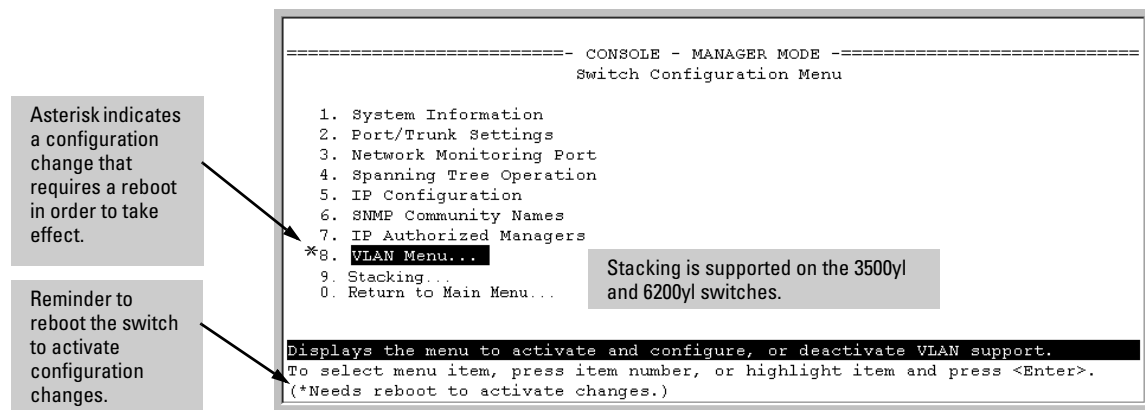 ==========================- CONSOLE - MANAGER MODE -============================
Switch Configuration Menu
1. System Information
2. Port/Trunk Settings
3. Network Monitoring Port
4. Spanning Tree Operation
5. IP Configuration
6. SNMP Community Names
7. IP Authorized Managers
*8. VLAN Menu...
9. Stacking...
0. Return to Main Menu...
Displays the menu to activate and configure, or deactivate VLAN support.
To select menu item, press item number, or highlight item and press <Enter>.
(*Needs reboot to activate changes.)
Asterisk indicates
a configuration
change that
requires a reboot
in order to take
effect.
Stacking is supported on the 3500yl
and 6200yl switches.
Reminder to
reboot the switch
to activate
configuration
changes.